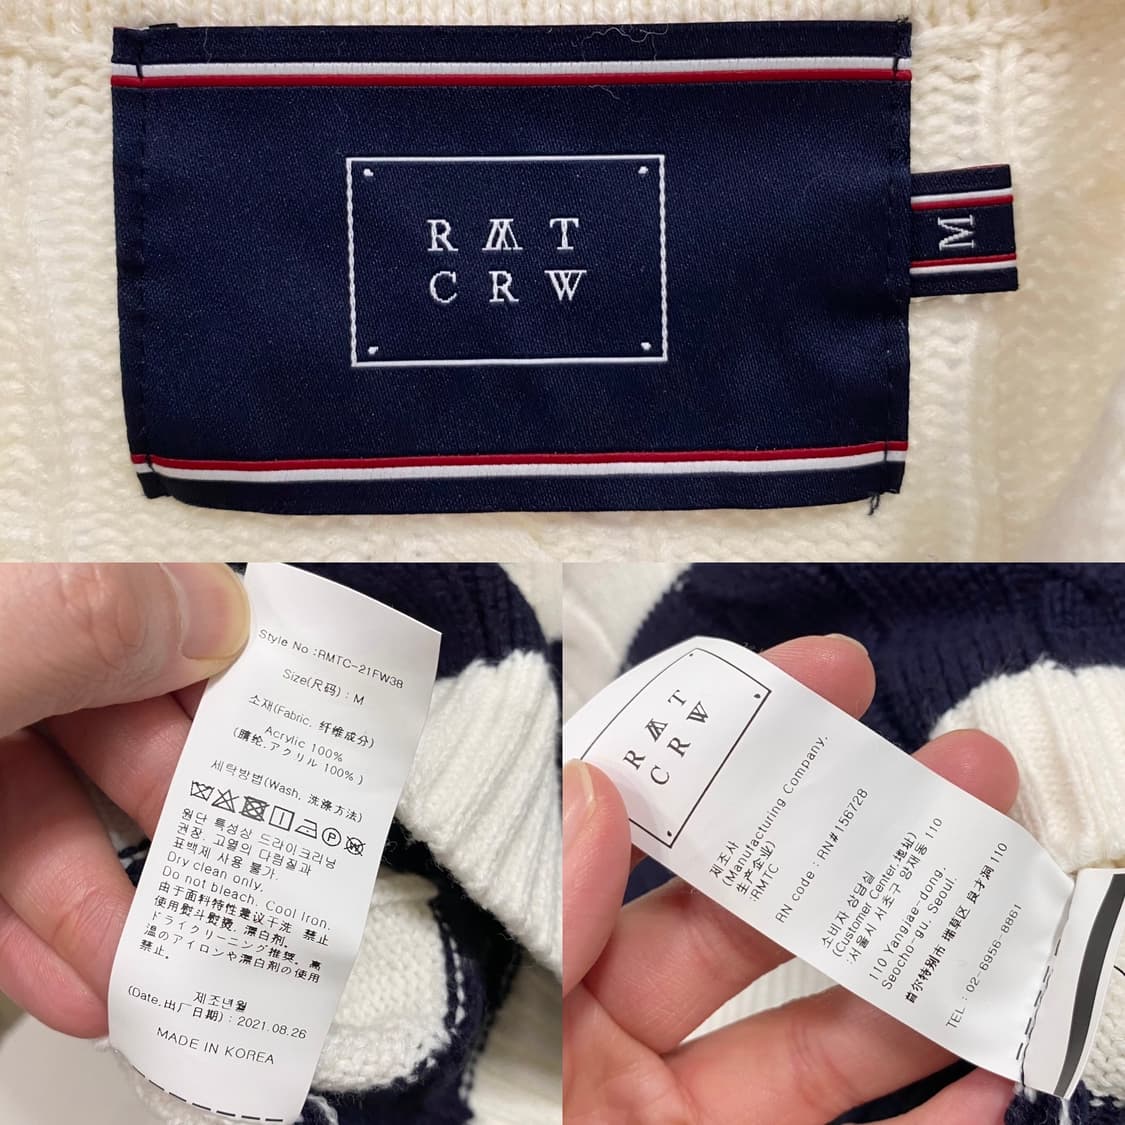 RMT
CRW
M
Style No :RMTC-21FW38
Size(尺码) : M
소재(Fabric, 纤维成分)
Acrylic 100%
(腈纶,アクリル 100% )
세탁방법(Wash, 洗涤方法)
원단 특성상 드라이크리닝
권장. 고열의 다림질과
표백제 사용 불가.
Dry clean only.
Do not bleach. Cool Iron.
由于面料特性建议干洗 禁止
使用熨斗熨烫, 漂白剂。
ドライクリーニング推奨。高
温のアイロンや漂白剤の使用
禁止。
제조년월
(Date,出厂日期) : 2021.08.26
MADE IN KOREA
RMT
CRW
제조사
(Manufacturing Company,
生产企业)
:RMTC
RN code : RN#156728
소비자 상담실
(Customer Center,地址)
:서울시 서초구 양재동 110
110 Yangjae-dong,
Seocho-gu, Seoul.
首尔特别市 瑞草区 良才洞 110
TEL : 02-6956-8861